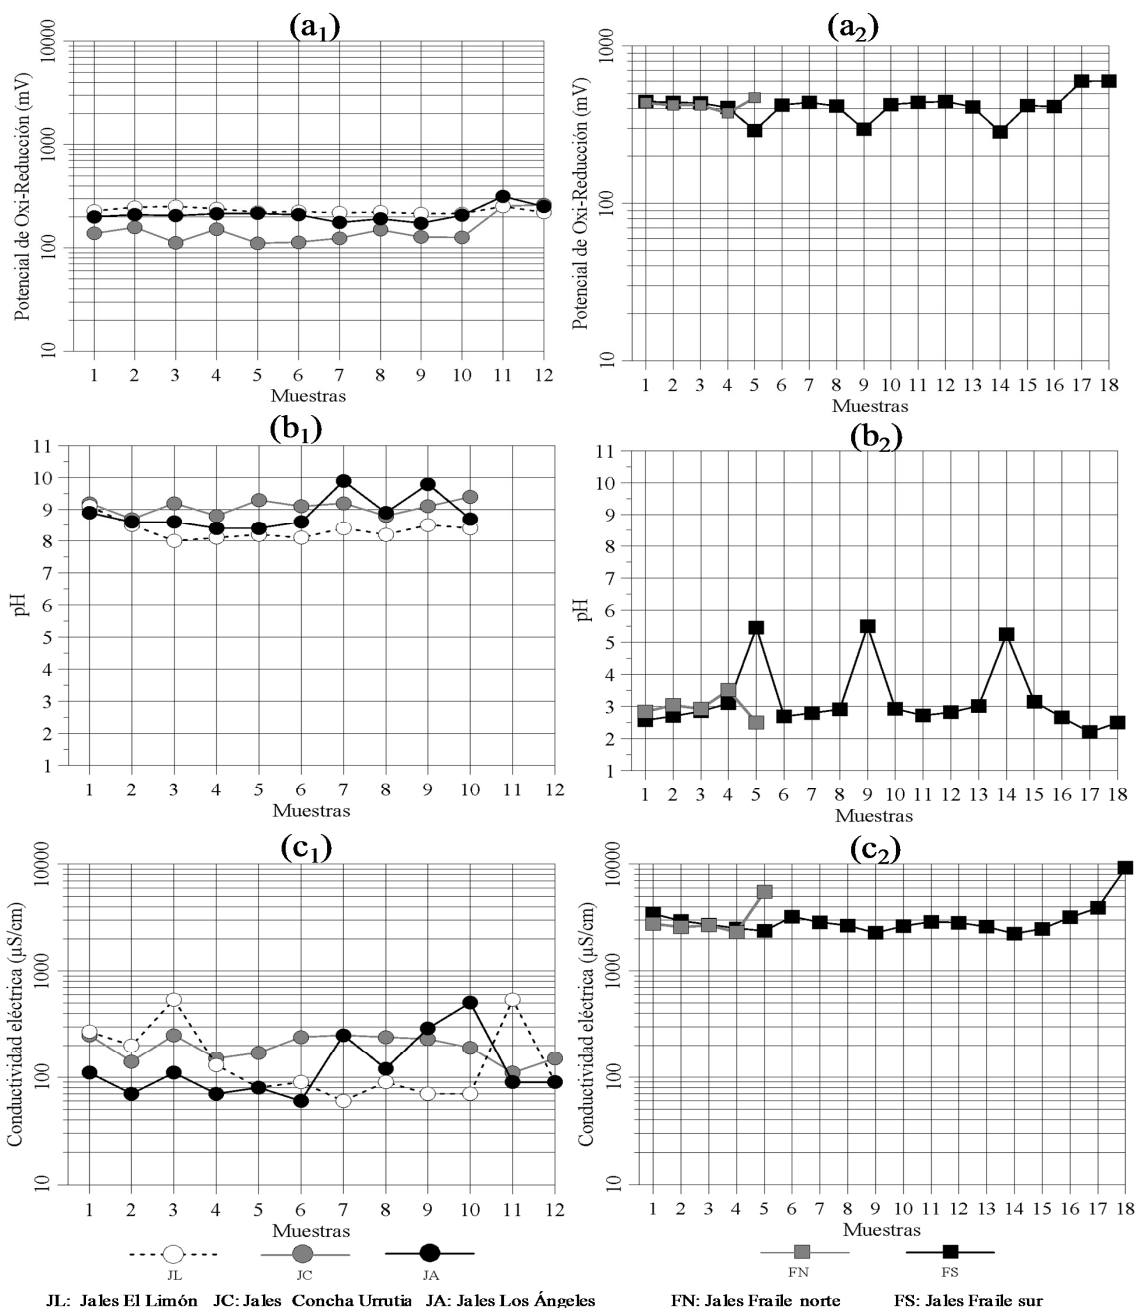 (a1)
Potencial de Oxi-Reducción (mV)
10000
1000
100
10
1 2 3 4 5 6 7 8 9 10 11 12
Muestras
(a2)
Potencial de Oxi-Reducción (mV)
1000
100
10
1 2 3 4 5 6 7 8 9 10 11 12 13 14 15 16 17 18
Muestras
(b1)
pH
11
10
9
8
7
6
5
4
3
2
1
1 2 3 4 5 6 7 8 9 10 11 12
Muestras
(b2)
pH
11
10
9
8
7
6
5
4
3
2
1
1 2 3 4 5 6 7 8 9 10 11 12 13 14 15 16 17 18
Muestras
(c1)
Conductividad eléctrica (µS/cm)
10000
1000
100
10
1 2 3 4 5 6 7 8 9 10 11 12
Muestras
(c2)
Conductividad eléctrica (µS/cm)
10000
1000
100
10
1 2 3 4 5 6 7 8 9 10 11 12 13 14 15 16 17 18
Muestras
JL JC JA
FN FS
JL: Jales El Limón JC: Jales Concha Urrutia JA: Jales Los Ángeles
FN: Jales Fraile norte FS: Jales Fraile sur